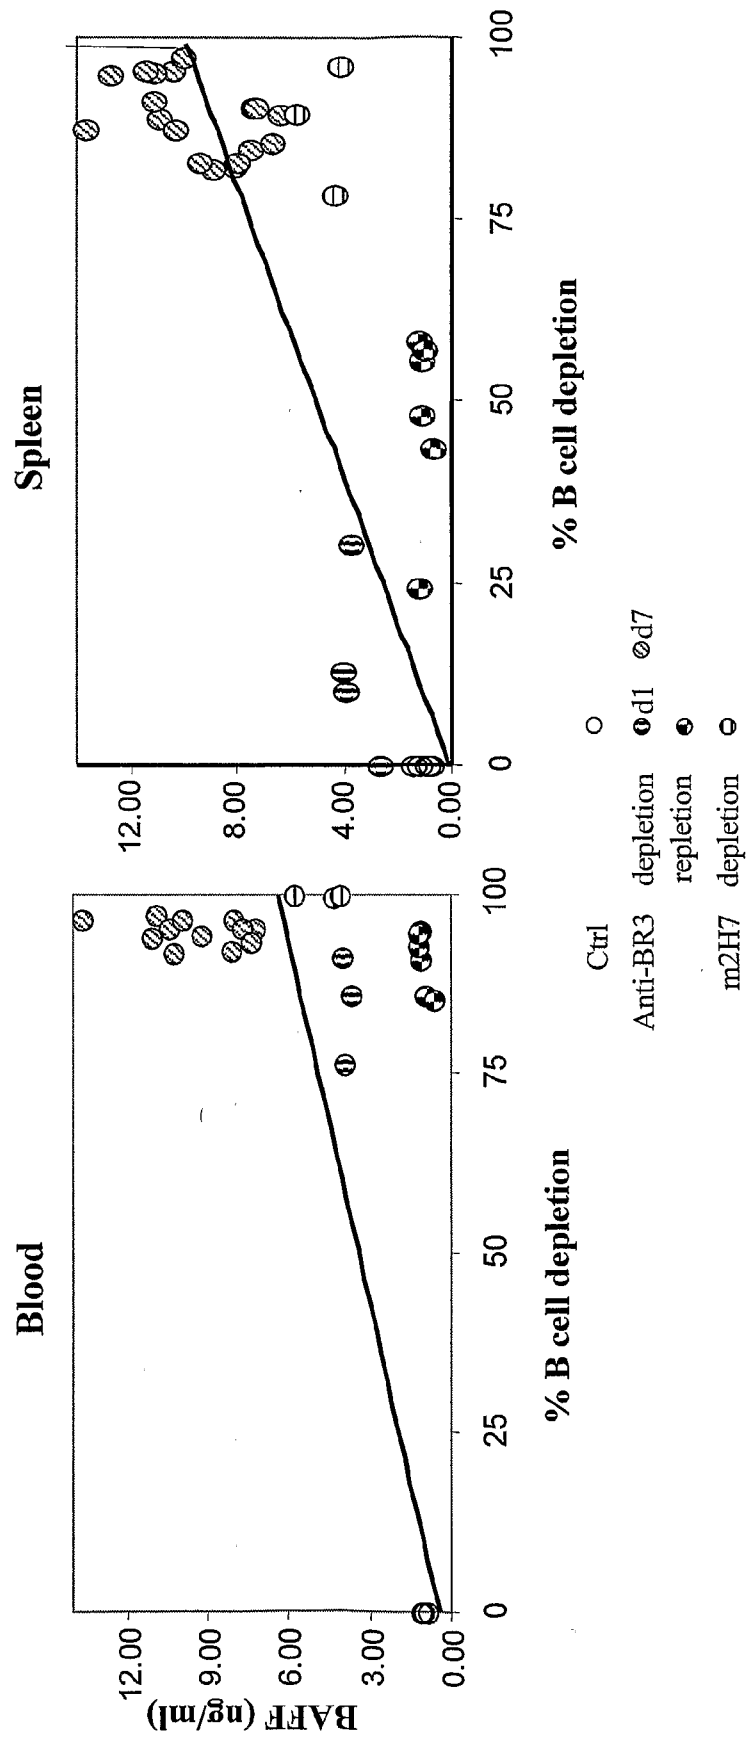 Blood
BAFF (ng/ml)
12.00
9.00
6.00
3.00
0.00
0 25 50 75 100
% B cell depletion
Spleen
12.00
8.00
4.00
0.00
0 25 50 75 100
% B cell depletion
Ctrl
Anti-BR3 depletion d1 d7
repletion
m2H7 depletion